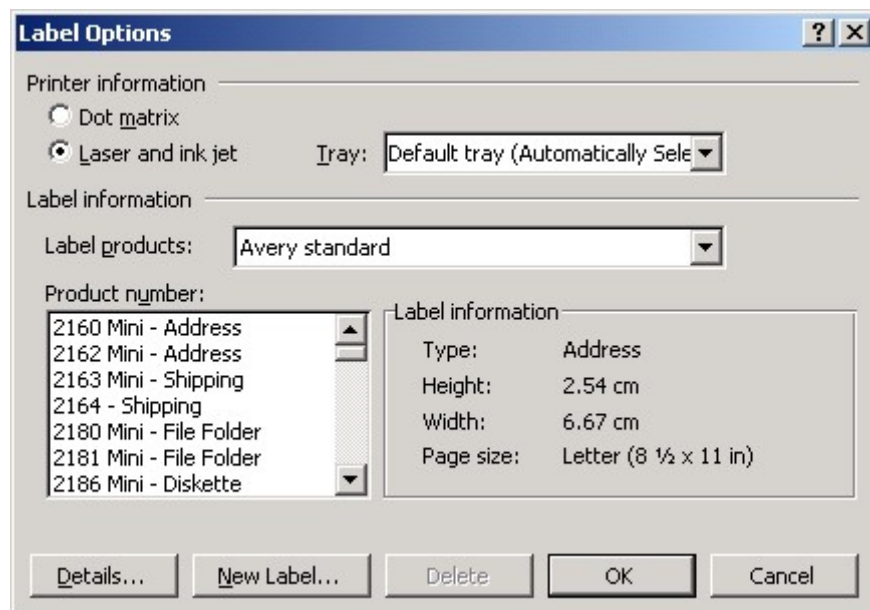 Label Options
Printer information
Dot matrix
Laser and ink jet Tray: Default tray (Automatically Sele
Label information
Label products: Avery standard
Product number:
2160 Mini - Address
2162 Mini - Address
2163 Mini - Shipping
2164 - Shipping
2180 Mini - File Folder
2181 Mini - File Folder
2186 Mini - Diskette
Label information
Type: Address
Height: 2.54 cm
Width: 6.67 cm
Page size: Letter (8 ½ x 11 in)
Details... New Label... Delete OK Cancel